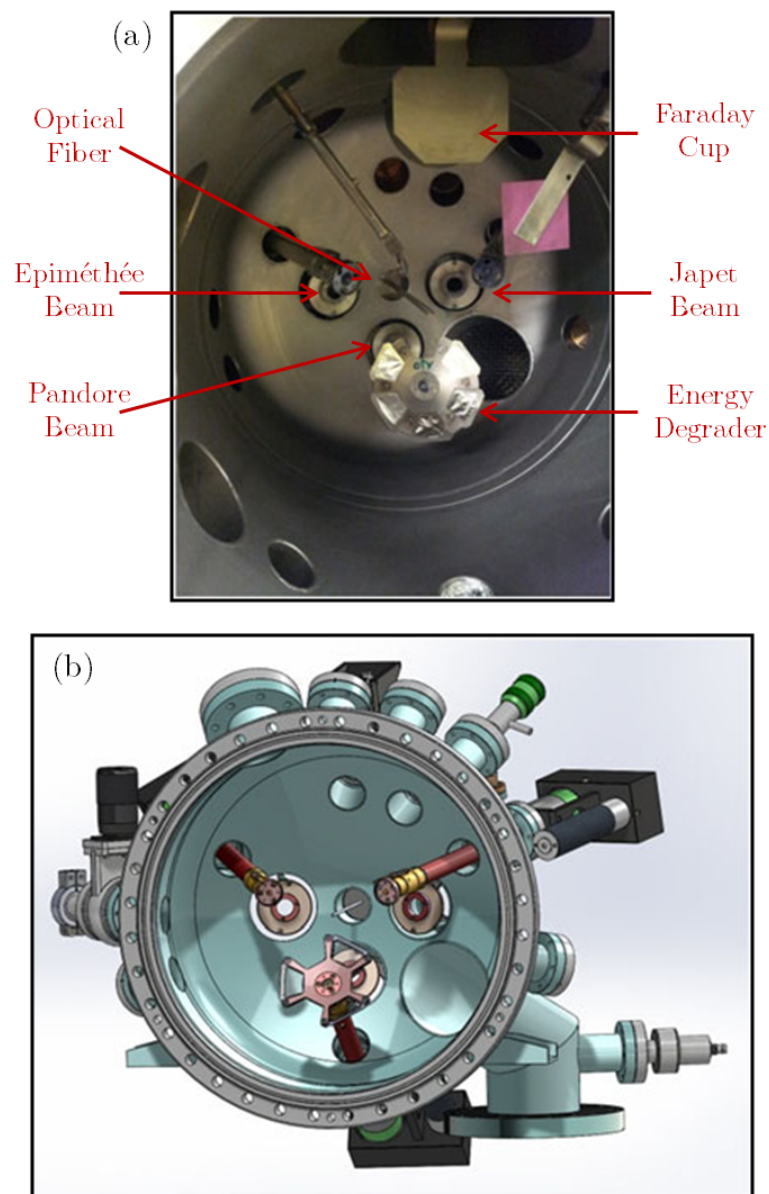 (a)
Optical
Fiber
Faraday
Cup
Epiméthée
Beam
Japet
Beam
Pandore
Beam
Energy
Degrader
(b)